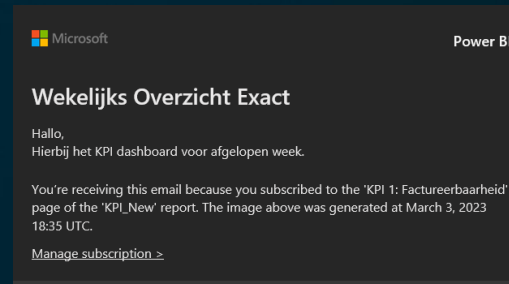 Microsoft
Power BI
Wekelijks Overzicht Exact
Hallo,
Hierbij het KPI dashboard voor afgelopen week.
You're receiving this email because you subscribed to the 'KPI 1: Factureerbaarheid'
page of the 'KPI_New' report. The image above was generated at March 3, 2023
18:35 UTC.
Manage subscription >